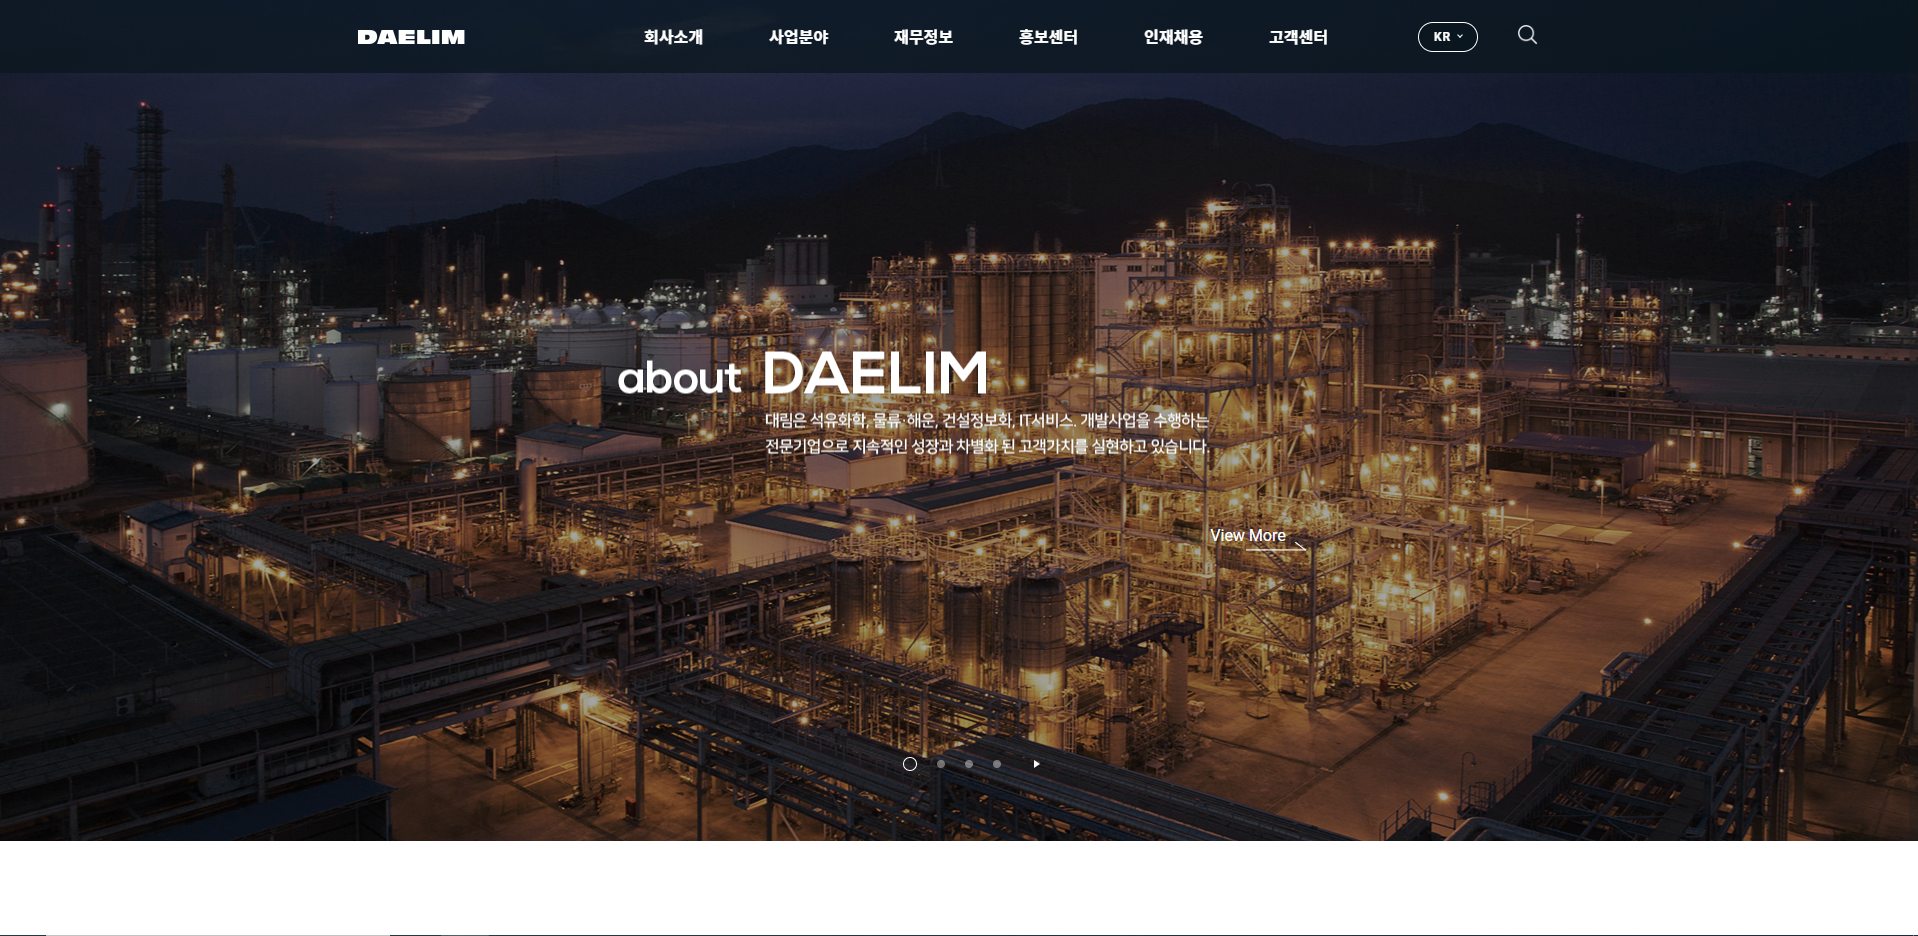 DAELIM
회사소개
사업분야
재무정보
홍보센터
인재채용
고객센터
KR
about DAELIM
대림은 석유화학, 물류·해운, 건설정보화, IT서비스. 개발사업을 수행하는
전문기업으로 지속적인 성장과 차별화 된 고객가치를 실현하고 있습니다.
View More